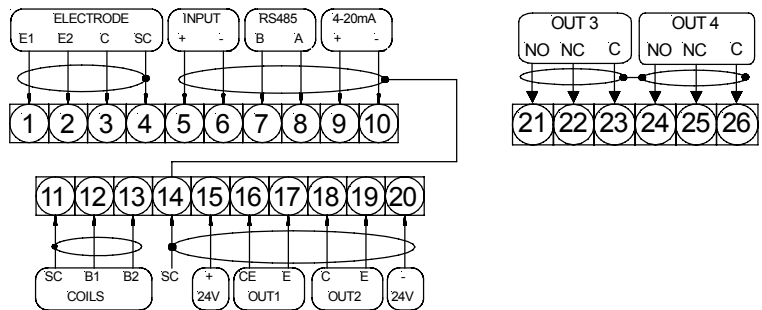 ELECTRODE INPUT RS485 4-20mA
E1 E2 C SC + - B A + -
1 2 3 4 5 6 7 8 9 10
OUT 3 OUT 4
NO NC C NO NC C
21 22 23 24 25 26
11 12 13 14 15 16 17 18 19 20
SC B1 B2 SC + CE E C E -
COILS 24V OUT1 OUT2 24V